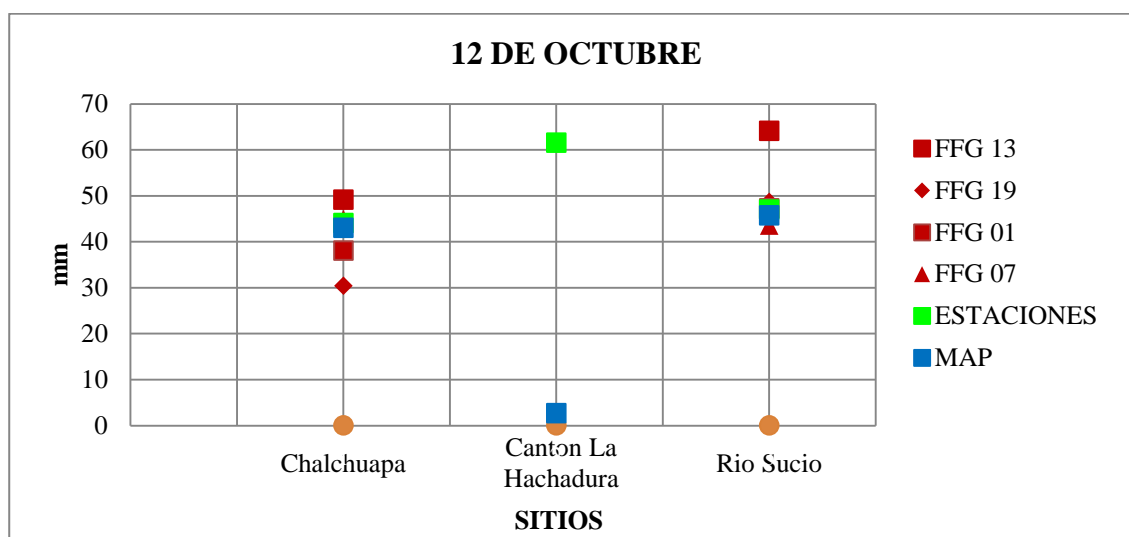 12 DE OCTUBRE
70
60
50
40
30
20
10
0
mm
Chalchuapa
Canton La
Hachadura
Rio Sucio
SITIOS
FFG 13
FFG 19
FFG 01
FFG 07
ESTACIONES
MAP